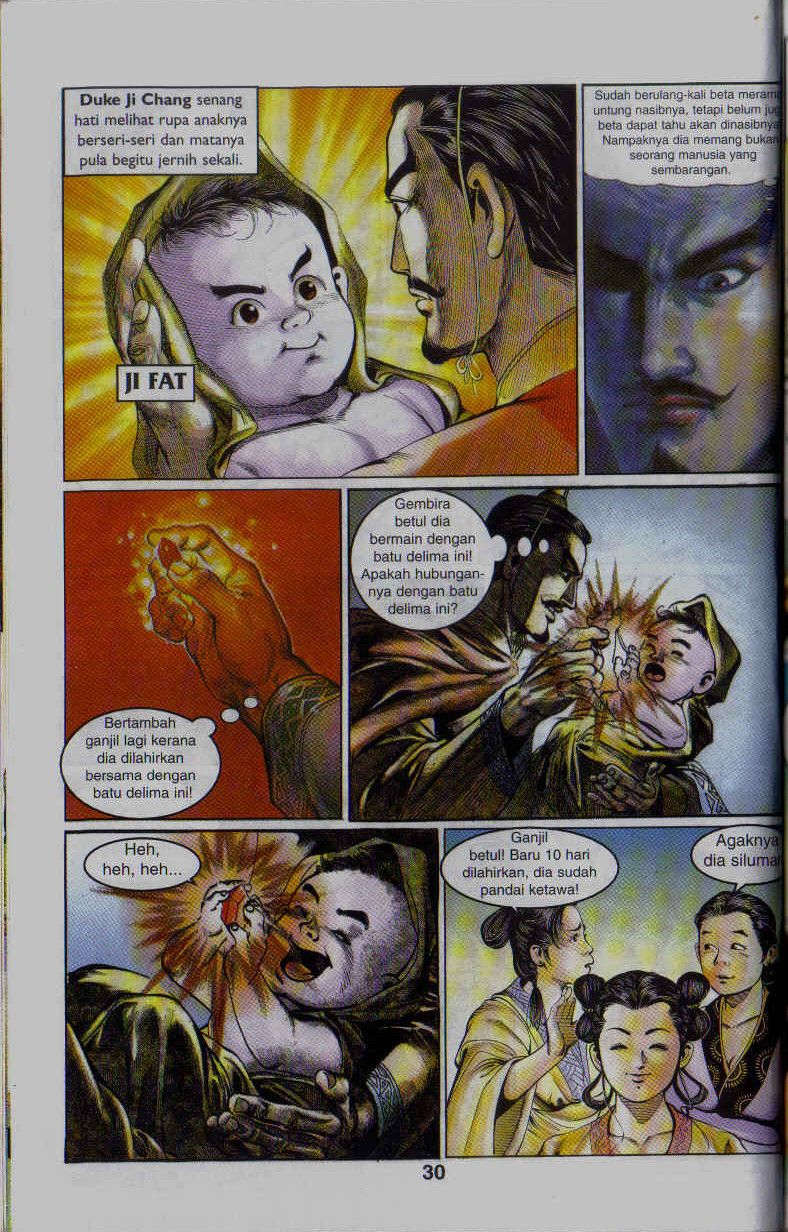 Duke Ji Chang senang
hati melihat rupa anaknya
berseri-seri dan matanya
pula begitu jernih sekali.
JI FAT
Sudah berulang-kali beta
untung nasibnya, tetapi belum
beta dapat tahu akan
Nampaknya dia memang
seorang manusia yang
sembarangan.
Bertambah
ganjil lagi kerana
dia dilahirkan
bersama dengan
batu delima ini!
Gembira
betul dia
bermain dengan
batu delima ini!
Apakah hubungan-
nya dengan batu
delima ini?
Heh,
heh, heh...
Ganjil
betul! Baru 10 hari
dilahirkan, dia sudah
pandai ketawa!
Agaknya
dia
30